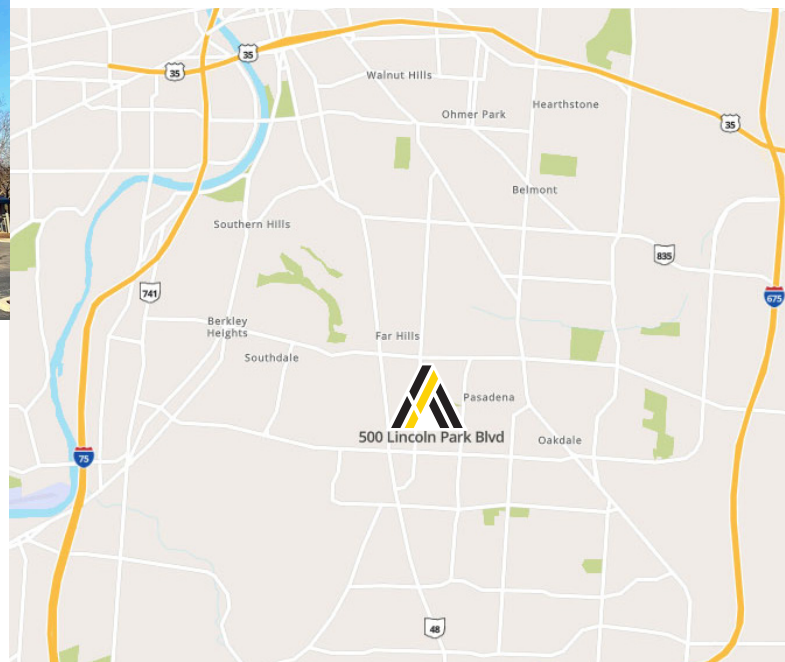 35
35
Walnut Hills
Hearthstone
Ohmer Park
35
Belmont
Southern Hills
835
741
675
Berkley
Heights
Far Hills
Southdale
Pasadena
500 Lincoln Park Blvd
Oakdale
75
48